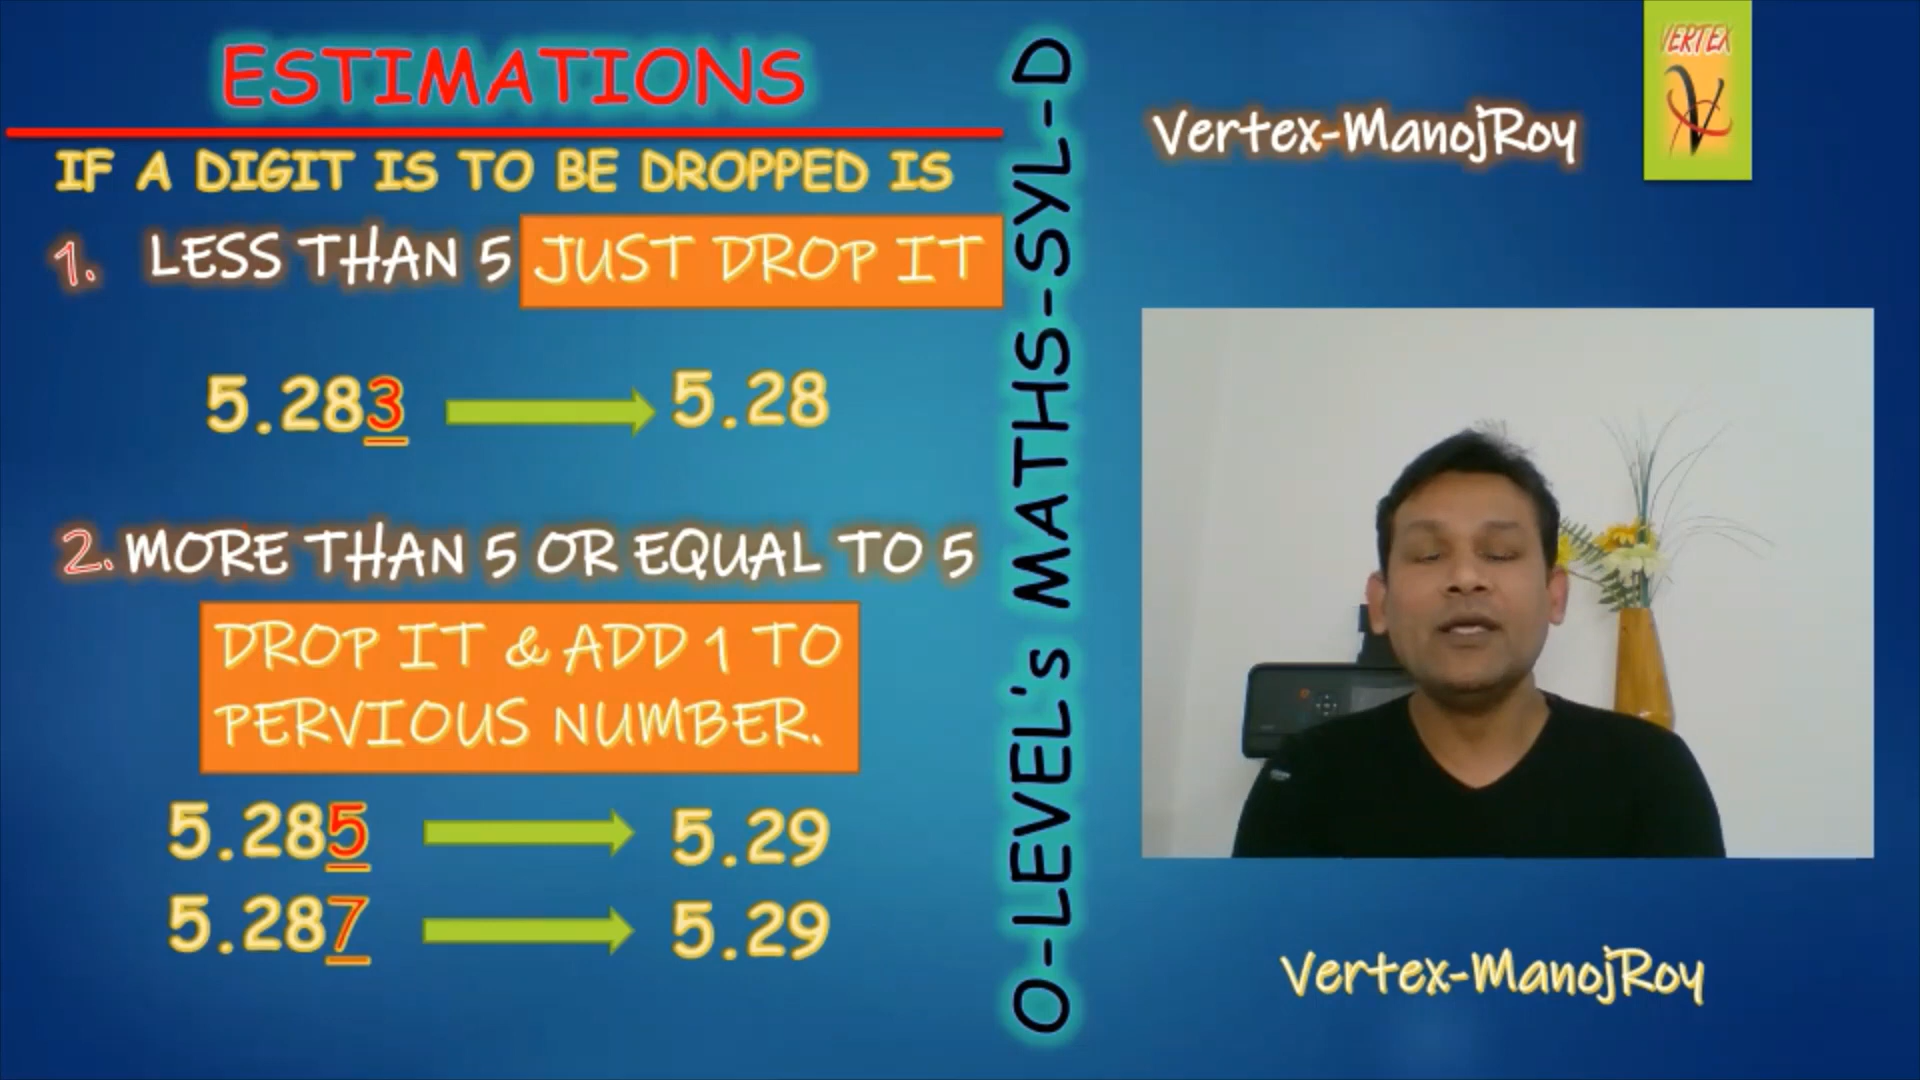 ESTIMATIONS
IF A DIGIT IS TO BE DROPPED IS
1. LESS THAN 5 JUST DROP IT
5.283 5.28
2. MORE THAN 5 OR EQUAL TO 5
DROP IT & ADD 1 TO
PERVIOUS NUMBER.
5.285 5.29
5.287 5.29
O-LEVEL's MATHS-SYL-D
Vertex-ManojRoy
VERTEX
V
Vertex-ManojRoy